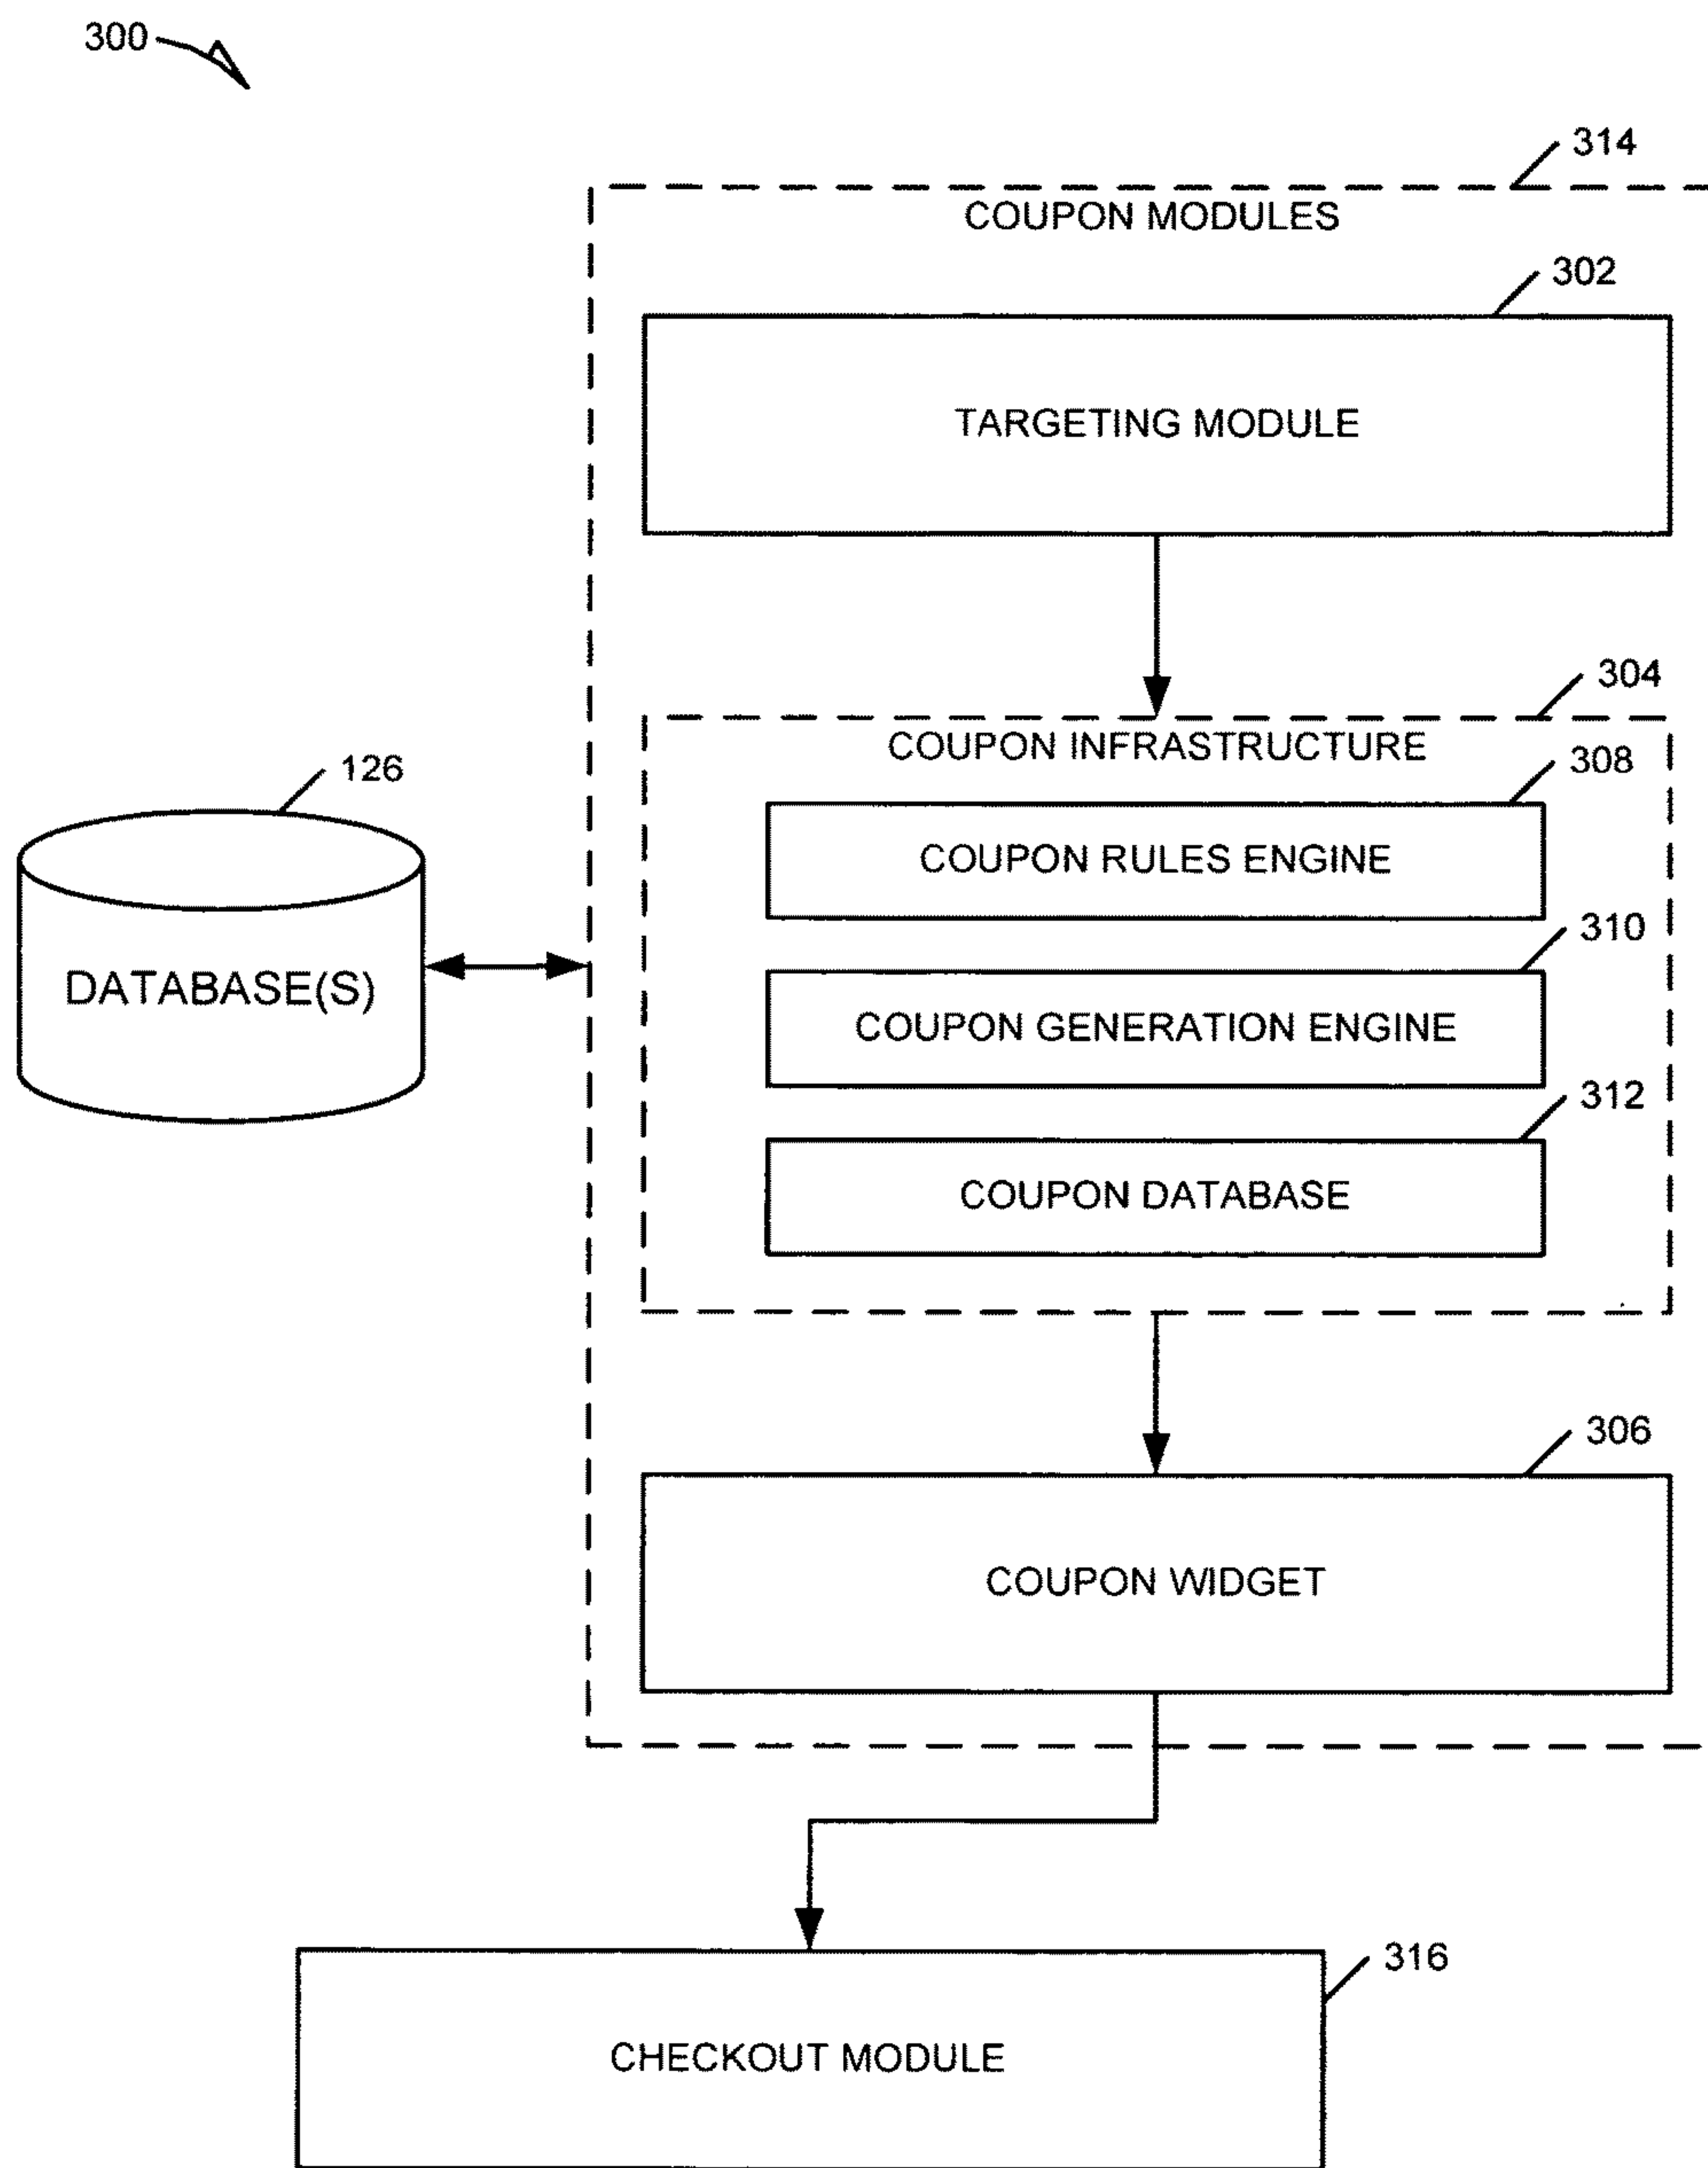 300
314
COUPON MODULES
302
TARGETING MODULE
304
COUPON INFRASTRUCTURE
308
COUPON RULES ENGINE
126
DATABASE(S)
310
COUPON GENERATION ENGINE
312
COUPON DATABASE
306
COUPON WIDGET
316
CHECKOUT MODULE